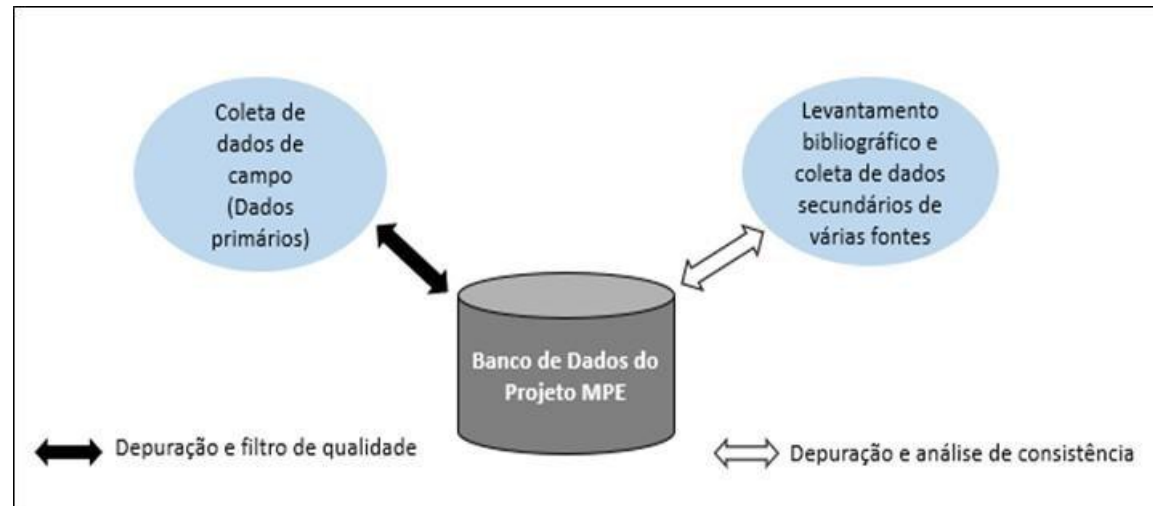 Coleta de
dados de
campo
(Dados
primários)
Levantamento
bibliográfico e
coleta de dados
secundários de
várias fontes
Banco de Dados do
Projeto MPE
Depuração e filtro de qualidade
Depuração e análise de consistência